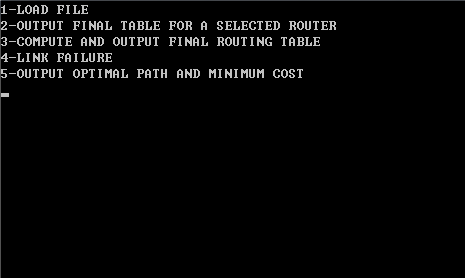 1-LOAD FILE
2-OUTPUT FINAL TABLE FOR A SELECTED ROUTER
3-COMPUTE AND OUTPUT FINAL ROUTING TABLE
4-LINK FAILURE
5-OUTPUT OPTIMAL PATH AND MINIMUM COST